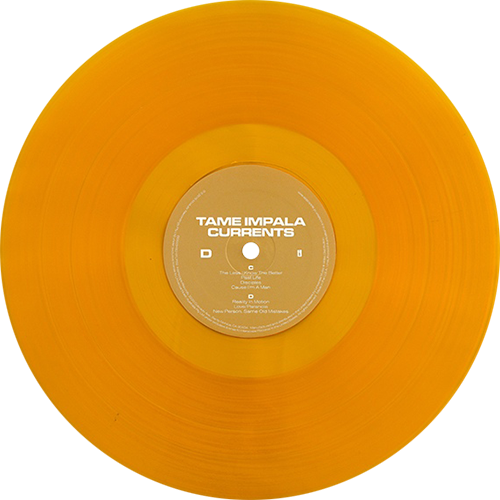 TAME IMPALA
CURRENTS
D
C
The Less I Know The Better
Past Life
Disciples
Cause I'm A Man
D
Reality In Motion
Love/Paranoia
New Person, Same Old Mistakes